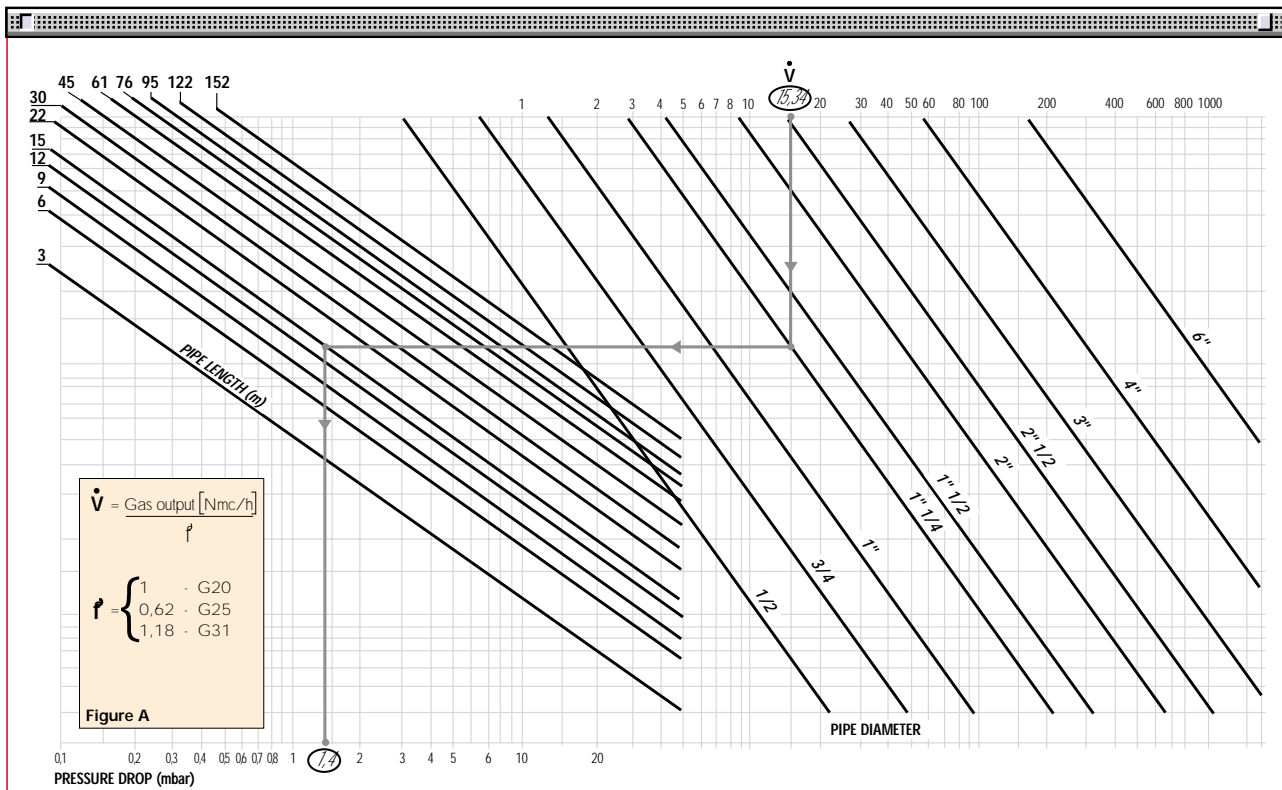 45 61 76 95 122 152
30
22
15
12
9
6
3
V
1 2 3 4 5 6 7 8 10 15,34 20 30 40 50 60 80 100 200 400 600 800 1000
PIPE LENGTH (m)
6"
4"
3"
2" 1/2
2"
1" 1/2
1" 1/4
1"
3/4
1/2
V = Gas output [Nmc/h]
f
f = { 1 - G20
0,62 - G25
1,18 - G31
Figure A
PIPE DIAMETER
0,1 0,2 0,3 0,4 0,5 0,6 0,7 0,8 1 1,4 2 3 4 5 6 10 20
PRESSURE DROP (mbar)